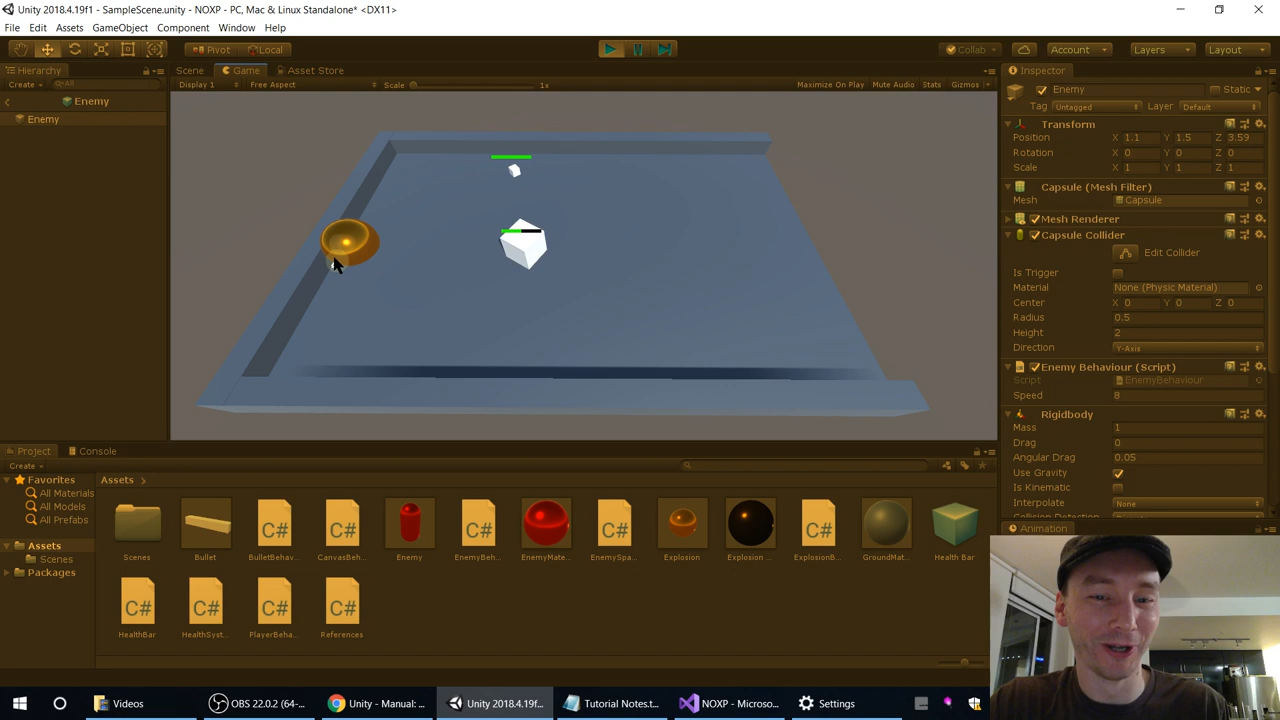 Unity 2018.4.19f1 - SampleScene.unity - NOXP - PC, Mac & Linux Standalone* <DX11>
File Edit Assets GameObject Component Window Help
Pivot Local Collab Account Layers Layout
Hierarchy
Create All
Enemy
Enemy
Scene Game Asset Store
Display 1 Free Aspect Scale 1s Maximize On Play Mute Audio Stats Gizmos
Inspector
Enemy Static
Tag Untagged Layer Default
Transform
Position X 1.1 Y 1.5 Z 3.59
Rotation X 0 Y 0 Z 0
Scale X 1 Y 1 Z 1
Capsule (Mesh Filter)
Mesh Capsule
Mesh Renderer
Capsule Collider
Edit Collider
Is Trigger
Material None (Physic Material)
Center X 0 Y 0 Z 0
Radius 0.5
Height 2
Direction Y-Axis
Enemy Behaviour (Script)
Script EnemyBehaviour
Speed 8
Rigidbody
Mass 1
Drag 0
Angular Drag 0.05
Use Gravity
Is Kinematic
Interpolate None
Collision Detection
Animation
Project Console
Create
Favorites
All Materials
All Models
All Prefabs
Assets
Scenes
Packages
Assets
C# C# C# C# C#
Scenes Bullet BulletBehav... CanvasBeh... Enemy EnemyBeh... EnemyMate... EnemySpa... Explosion Explosion ... ExplosionB... GroundMat... Health Bar
C# C# C# C#
HealthBar HealthSyst... PlayerBeha... References
Videos OBS 22.0.2 (64-... Unity - Manual: ... Unity 2018.4.19f... Tutorial Notes.t... NOXP - Microso... Settings